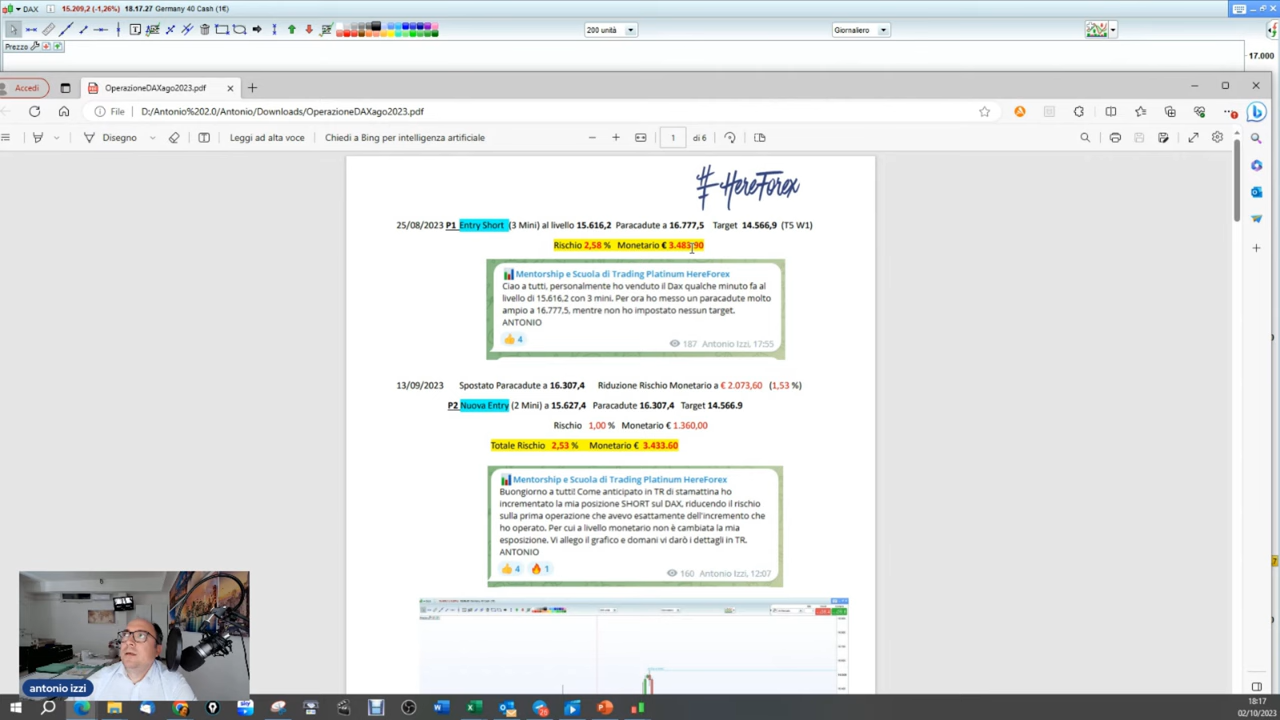 DAX 15.209,2 (-1,26%) 18.17.27 Germany 40 Cash (1€)
200 unità Giornaliero
Prezzo
17.000
Accedi OperazioneDAXago2023.pdf
File D:/Antonio%202.0/Antonio/Downloads/OperazioneDAXago2023.pdf
Disegno Leggi ad alta voce Chiedi a Bing per intelligenza artificiale 1 di 6
#HereForex
25/08/2023 P1 Entry Short (3 Mini) al livello 15.616,2 Paracadute a 16.777,5 Target 14.566,9 (T5 W1)
Rischio 2,58 % Monetario € 3.483,90
Mentorship e Scuola di Trading Platinum HereForex
Ciao a tutti, personalmente ho venduto il Dax qualche minuto fa al
livello di 15.616,2 con 3 mini. Per ora ho messo un paracadute molto
ampio a 16.777,5, mentre non ho impostato nessun target.
ANTONIO
4 187 Antonio Izzi, 17:55
13/09/2023 Spostato Paracadute a 16.307,4 Riduzione Rischio Monetario a € 2.073,60 (1,53 %)
P2 Nuova Entry (2 Mini) a 15.627,4 Paracadute a 16.307,4 Target 14.566.9
Rischio 1,00 % Monetario € 1.360,00
Totale Rischio 2,53 % Monetario € 3.433.60
Mentorship e Scuola di Trading Platinum HereForex
Buongiorno a tutti! Come anticipato in TR di stamattina ho
incrementato la mia posizione SHORT sul DAX, riducendo il rischio
sulla prima operazione che avevo esattamente dell'incremento che
ho operato. Per cui a livello monetario non è cambiata la mia
esposizione. Vi allego il grafico e domani vi darò i dettagli in TR.
ANTONIO
4 1 160 Antonio Izzi, 12:07
antonio izzi
18:17
02/10/2023